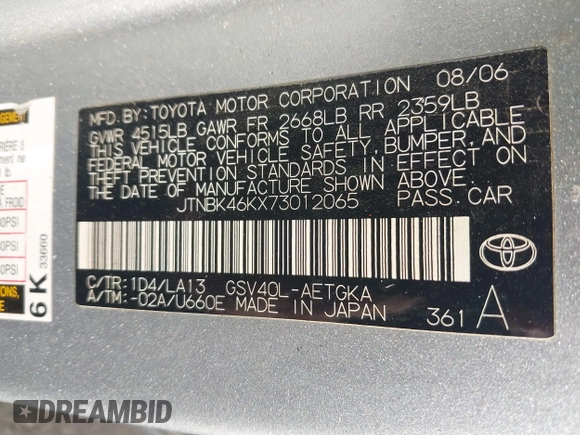 MFD. BY: TOYOTA MOTOR CORPORATION 08/06
GVWR 4515LB GAWR FR 2668LB RR 2359LB
THIS VEHICLE CONFORMS TO ALL APPLICABLE
FEDERAL MOTOR VEHICLE SAFETY, BUMPER, AND
THEFT PREVENTION STANDARDS IN EFFECT ON
THE DATE OF MANUFACTURE SHOWN ABOVE.
JTNBK46KX73012065 PASS. CAR
C/TR: 1D4/LA13 GSV40L-AETGKA
A/TM: -02A/U660E MADE IN JAPAN 361 A
6 K 33660
DREAMBID